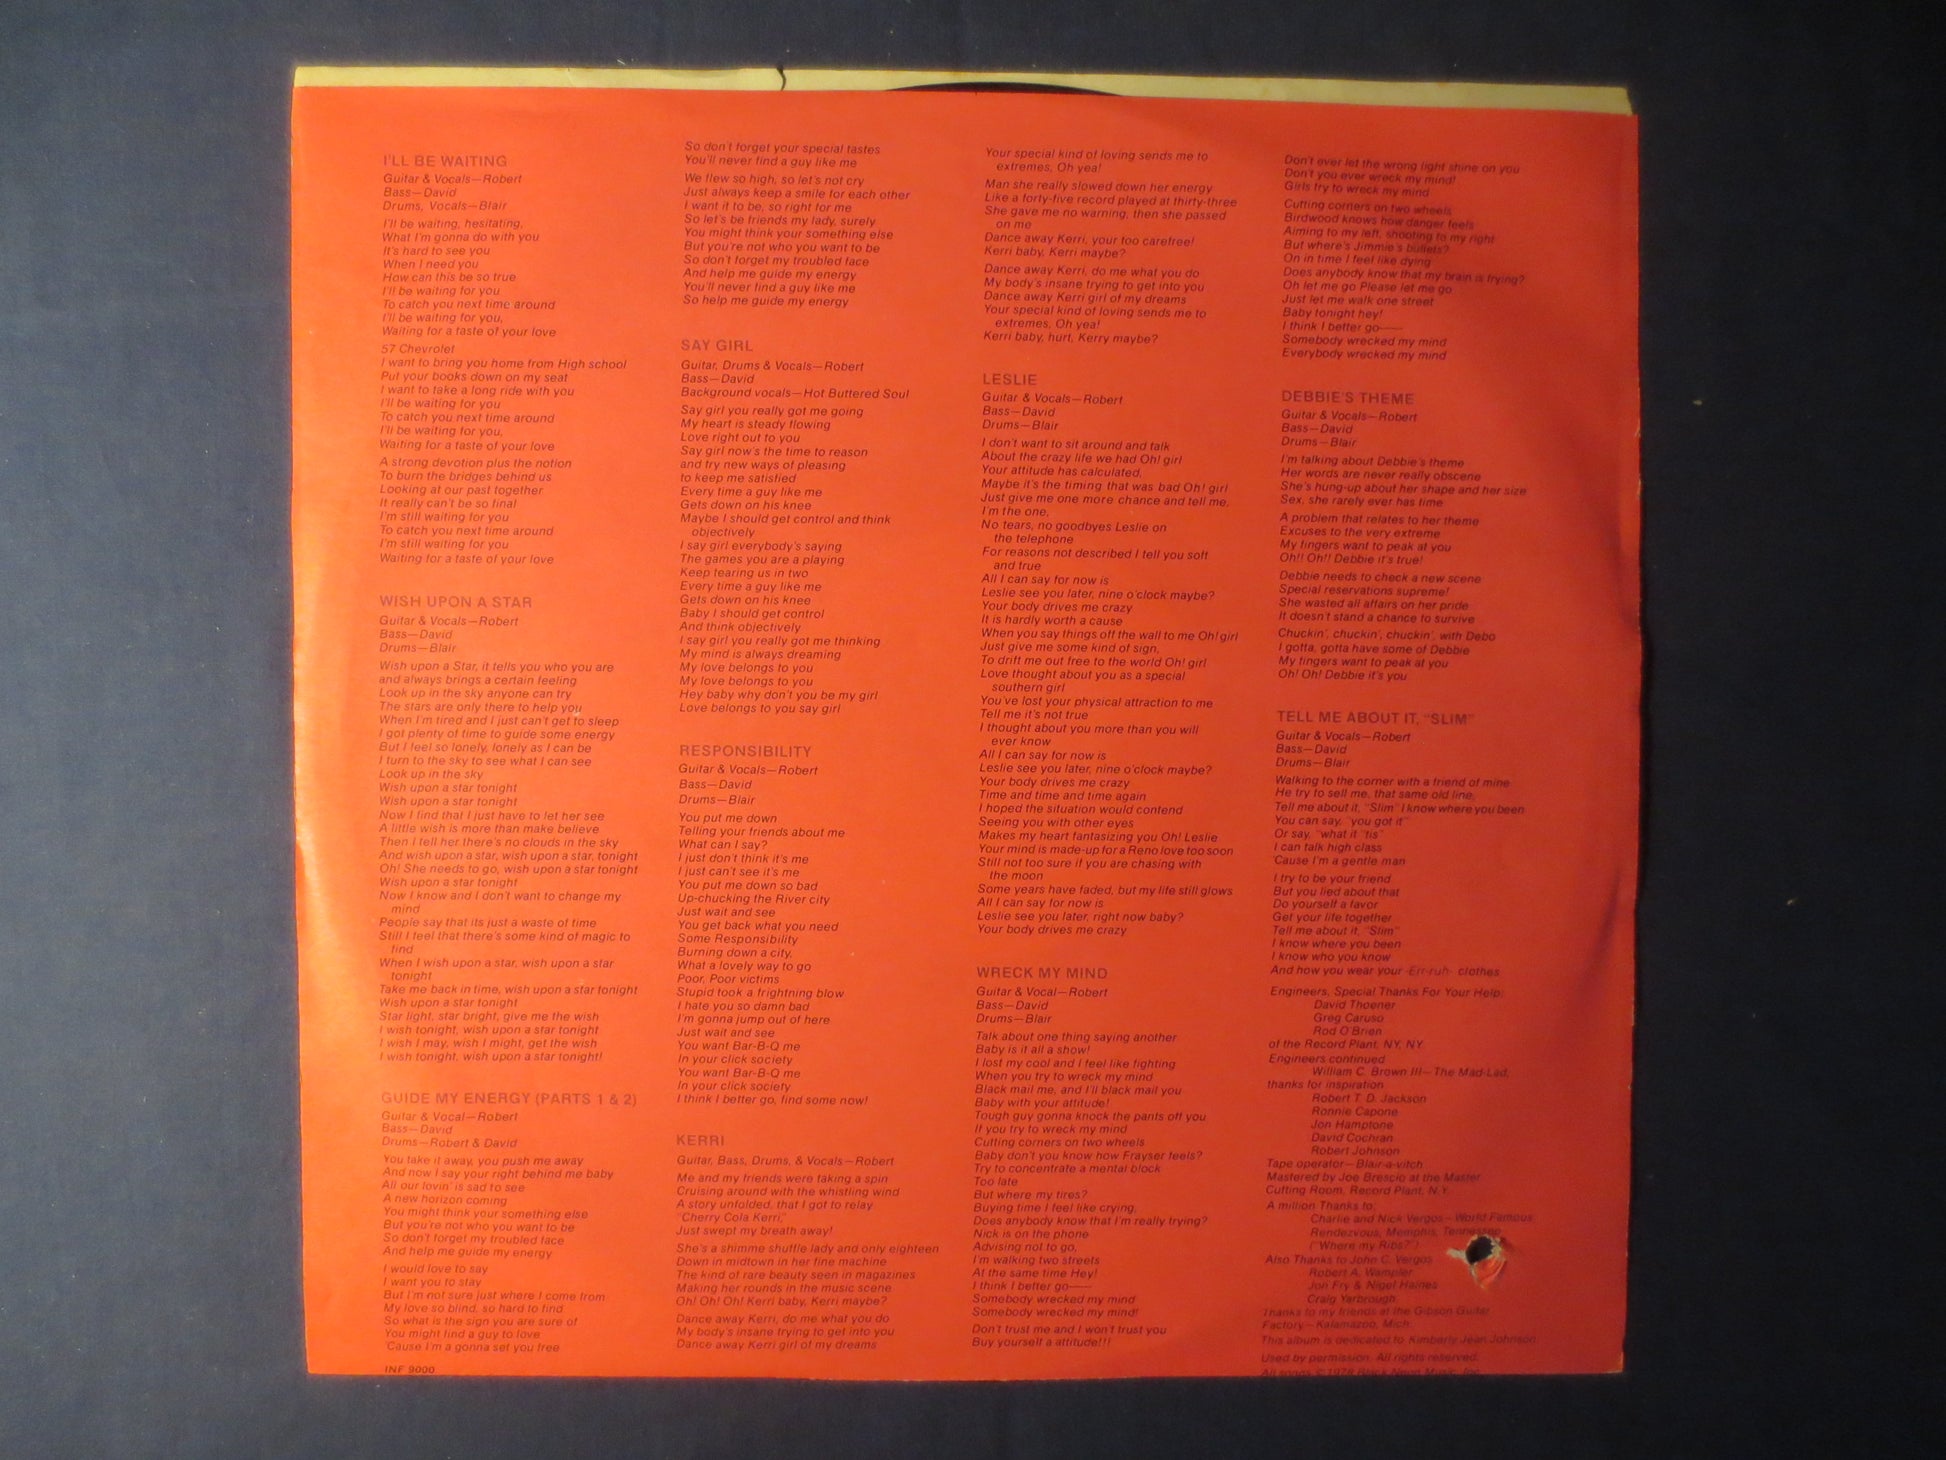 I'LL BE WAITING
Guitar & Vocals—Robert
Bass—David
Drums, Vocals—Blair
I'll be waiting, hesitating,
What I'm gonna do with you
It's hard to see you
When I need you
How can this be so true
I'll be waiting for you
To catch you next time around
I'll be waiting for you,
Waiting for a taste of your love
57 Chevrolet
I want to bring you home from High school
Put your books down on my seat
I want to take a long ride with you
I'll be waiting for you
To catch you next time around
I'll be waiting for you,
Waiting for a taste of your love
A strong devotion plus the notion
To burn the bridges behind us
Looking at our past together
It really can't be so final
I'm still waiting for you
To catch you next time around
I'm still waiting for you
Waiting for a taste of your love
WISH UPON A STAR
Guitar & Vocals—Robert
Bass—David
Drums—Blair
Wish upon a Star, it tells you who you are
and always brings a certain feeling
Look up in the sky anyone can try
The stars are only there to help you
When I'm tired and I just can't get to sleep
I got plenty of time to guide some energy
But I feel so lonely, lonely as I can be
I turn to the sky to see what I can see
Look up in the sky
Wish upon a star tonight
Wish upon a star tonight
Now I find that I just have to let her see
A little wish is more than make believe
Then I tell her there's no clouds in the sky
And wish upon a star, wish upon a star, tonight
Oh! She needs to go, wish upon a star tonight
Wish upon a star tonight
Now I know and I don't want to change my
mind
People say that its just a waste of time
Still I feel that there's some kind of magic to
find
When I wish upon a star, wish upon a star
tonight
Take me back in time, wish upon a star tonight
Wish upon a star tonight
Star light, star bright, give me the wish
I wish tonight, wish upon a star tonight
I wish I may, wish I might, get the wish
I wish tonight, wish upon a star tonight!
GUIDE MY ENERGY (PARTS 1 & 2)
Guitar & Vocal—Robert
Bass—David
Drums—Robert & David
You take it away, you push me away
And now I say your right behind me baby
All our lovin' is sad to see
A new horizon coming
You might think your something else
But you're not who you want to be
So don't forget my troubled face
And help me guide my energy
I would love to say
I want you to stay
But I'm not sure just where I come from
My love so blind, so hard to find
So what is the sign you are sure of
You might find a guy to love
'Cause I'm a gonna set you free
INF 9000
So don't forget your special tastes
You'll never find a guy like me
We flew so high, so let's not cry
Just always keep a smile for each other
I want it to be, so right for me
So let's be friends my lady, surely
You might think your something else
But you're not who you want to be
So don't forget my troubled face
And help me guide my energy
You'll never find a guy like me
So help me guide my energy
SAY GIRL
Guitar, Drums & Vocals—Robert
Bass—David
Background vocals—Hot Buttered Soul
Say girl you really got me going
My heart is steady flowing
Love right out to you
Say girl now's the time to reason
and try new ways of pleasing
to keep me satisfied
Every time a guy like me
Gets down on his knee
Maybe I should get control and think
objectively
I say girl everybody's saying
The games you are a playing
Keep tearing us in two
Every time a guy like me
Gets down on his knee
Baby I should get control
And think objectively
I say girl you really got me thinking
My mind is always dreaming
My love belongs to you
My love belongs to you
Hey baby why don't you be my girl
Love belongs to you say girl
RESPONSIBILITY
Guitar & Vocals—Robert
Bass—David
Drums—Blair
You put me down
Telling your friends about me
What can I say?
I just don't think it's me
I just can't see it's me
You put me down so bad
Up-chucking the River city
Just wait and see
You get back what you need
Some Responsibility
Burning down a city,
What a lovely way to go
Poor, Poor victims
Stupid took a frightning blow
I hate you so damn bad
I'm gonna jump out of here
Just wait and see
You want Bar-B-Q me
In your click society
You want Bar-B-Q me
In your click society
I think I better go, find some now!
KERRI
Guitar, Bass, Drums, & Vocals—Robert
Me and my friends were taking a spin
Cruising around with the whistling wind
A story unfolded, that I got to relay
"Cherry Cola Kerri,"
Just swept my breath away!
She's a shimme shuffle lady and only eighteen
Down in midtown in her fine machine
The kind of rare beauty seen in magazines
Making her rounds in the music scene
Oh! Oh! Oh! Kerri baby, Kerri maybe?
Dance away Kerri, do me what you do
My body's insane trying to get into you
Dance away Kerri girl of my dreams
Your special kind of loving sends me to
extremes, Oh yea!
Man she really slowed down her energy
Like a forty-five record played at thirty-three
She gave me no warning, then she passed
on me
Dance away Kerri, your too carefree!
Kerri baby, Kerri maybe?
Dance away Kerri, do me what you do
My body's insane trying to get into you
Dance away Kerri girl of my dreams
Your special kind of loving sends me to
extremes, Oh yea!
Kerri baby, hurt, Kerry maybe?
LESLIE
Guitar & Vocals—Robert
Bass—David
Drums—Blair
I don't want to sit around and talk
About the crazy life we had Oh! girl
Your attitude has calculated,
Maybe it's the timing that was bad Oh! girl
Just give me one more chance and tell me,
I'm the one,
No tears, no goodbyes Leslie on
the telephone
For reasons not described I tell you soft
and true
All I can say for now is
Leslie see you later, nine o'clock maybe?
Your body drives me crazy
It is hardly worth a cause
When you say things off the wall to me Oh! girl
Just give me some kind of sign,
To drift me out free to the world Oh! girl
Love thought about you as a special
southern girl
You've lost your physical attraction to me
Tell me it's not true
I thought about you more than you will
ever know
All I can say for now is
Leslie see you later, nine o'clock maybe?
Your body drives me crazy
Time and time and time again
I hoped the situation would contend
Seeing you with other eyes
Makes my heart fantasizing you Oh! Leslie
Your mind is made-up for a Reno love too soon
Still not too sure if you are chasing with
the moon
Some years have faded, but my life still glows
All I can say for now is
Leslie see you later, right now baby?
Your body drives me crazy
WRECK MY MIND
Guitar & Vocal—Robert
Bass—David
Drums—Blair
Talk about one thing saying another
Baby is it all a show!
I lost my cool and I feel like fighting
When you try to wreck my mind
Black mail me, and I'll black mail you
Baby with your attitude!
Tough guy gonna knock the pants off you
If you try to wreck my mind
Cutting corners on two wheels
Baby don't you know how Frayser feels?
Try to concentrate a mental block
Too late
But where my tires?
Buying time I feel like crying,
Does anybody know that I'm really trying?
Nick is on the phone
Advising not to go,
I'm walking two streets
At the same time Hey!
I think I better go——
Somebody wrecked my mind
Somebody wrecked my mind!
Don't trust me and I won't trust you
Buy yourself a attitude!!!
Don't ever let the wrong light shine on you
Don't you ever wreck my mind!
Girls try to wreck my mind
Cutting corners on two wheels
Birdwood knows how danger feels
Aiming to my left, shooting to my right
But where's Jimmie's bullets?
On in time I feel like dying
Does anybody know that my brain is frying?
Oh let me go Please let me go
Just let me walk one street
Baby tonight hey!
I think I better go——
Somebody wrecked my mind
Everybody wrecked my mind
DEBBIE'S THEME
Guitar & Vocals—Robert
Bass—David
Drums—Blair
I'm talking about Debbie's theme
Her words are never really obscene
She's hung-up about her shape and her size
Sex, she rarely ever has time
A problem that relates to her theme
Excuses to the very extreme
My fingers want to peak at you
Oh!! Oh!! Debbie it's true!
Debbie needs to check a new scene
Special reservations supreme!
She wasted all affairs on her pride
It doesn't stand a chance to survive
Chuckin', chuckin', chuckin', with Debo
I gotta, gotta have some of Debbie
My fingers want to peak at you
Oh! Oh! Debbie it's you
TELL ME ABOUT IT, "SLIM"
Guitar & Vocals—Robert
Bass—David
Drums—Blair
Walking to the corner with a friend of mine
He try to sell me, that same old line,
Tell me about it, "Slim" I know where you been
You can say, "you got it"
Or say, "what it 'tis"
I can talk high class
'Cause I'm a gentle man
I try to be your friend
But you lied about that
Do yourself a favor
Get your life together
Tell me about it, "Slim"
I know where you been
I know who you know
And how you wear your -Err-ruh- clothes
Engineers, Special Thanks For Your Help:
David Thoener
Greg Caruso
Rod O'Brien
of the Record Plant, NY, NY
Engineers continued
William C. Brown III—The Mad-Lad,
thanks for inspiration
Robert T. D. Jackson
Ronnie Capone
Jon Hamptone
David Cochran
Robert Johnson
Tape operator—Blair-a-vitch
Mastered by Joe Brescio at the Master
Cutting Room, Record Plant, N.Y.
A million Thanks to:
Charlie and Nick Vergos—World Famous
Rendezvous, Memphis, Tennessee
("Where my Ribs?")
Also Thanks to John C. Vergos
Robert A. Wampler
Jon Fry & Nigel Haines
Craig Yarbrough
Thanks to my friends at the Gibson Guitar
Factory—Kalamazoo, Mich.
This album is dedicated to Kimberly Jean Johnson.
Used by permission. All rights reserved.
All songs © 1978 Black Neon Music, Inc.